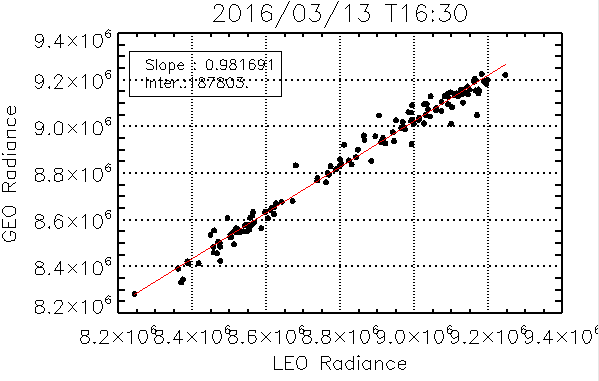 2016/03/13 T16:30
9.4×10⁶
Slope : 0.981691
9.2×10⁶
Inter.:187803.
9.0×10⁶
GEO Radiance
8.8×10⁶
8.6×10⁶
8.4×10⁶
8.2×10⁶
8.2×10⁶ 8.4×10⁶ 8.6×10⁶ 8.8×10⁶ 9.0×10⁶ 9.2×10⁶ 9.4×10⁶
LEO Radiance